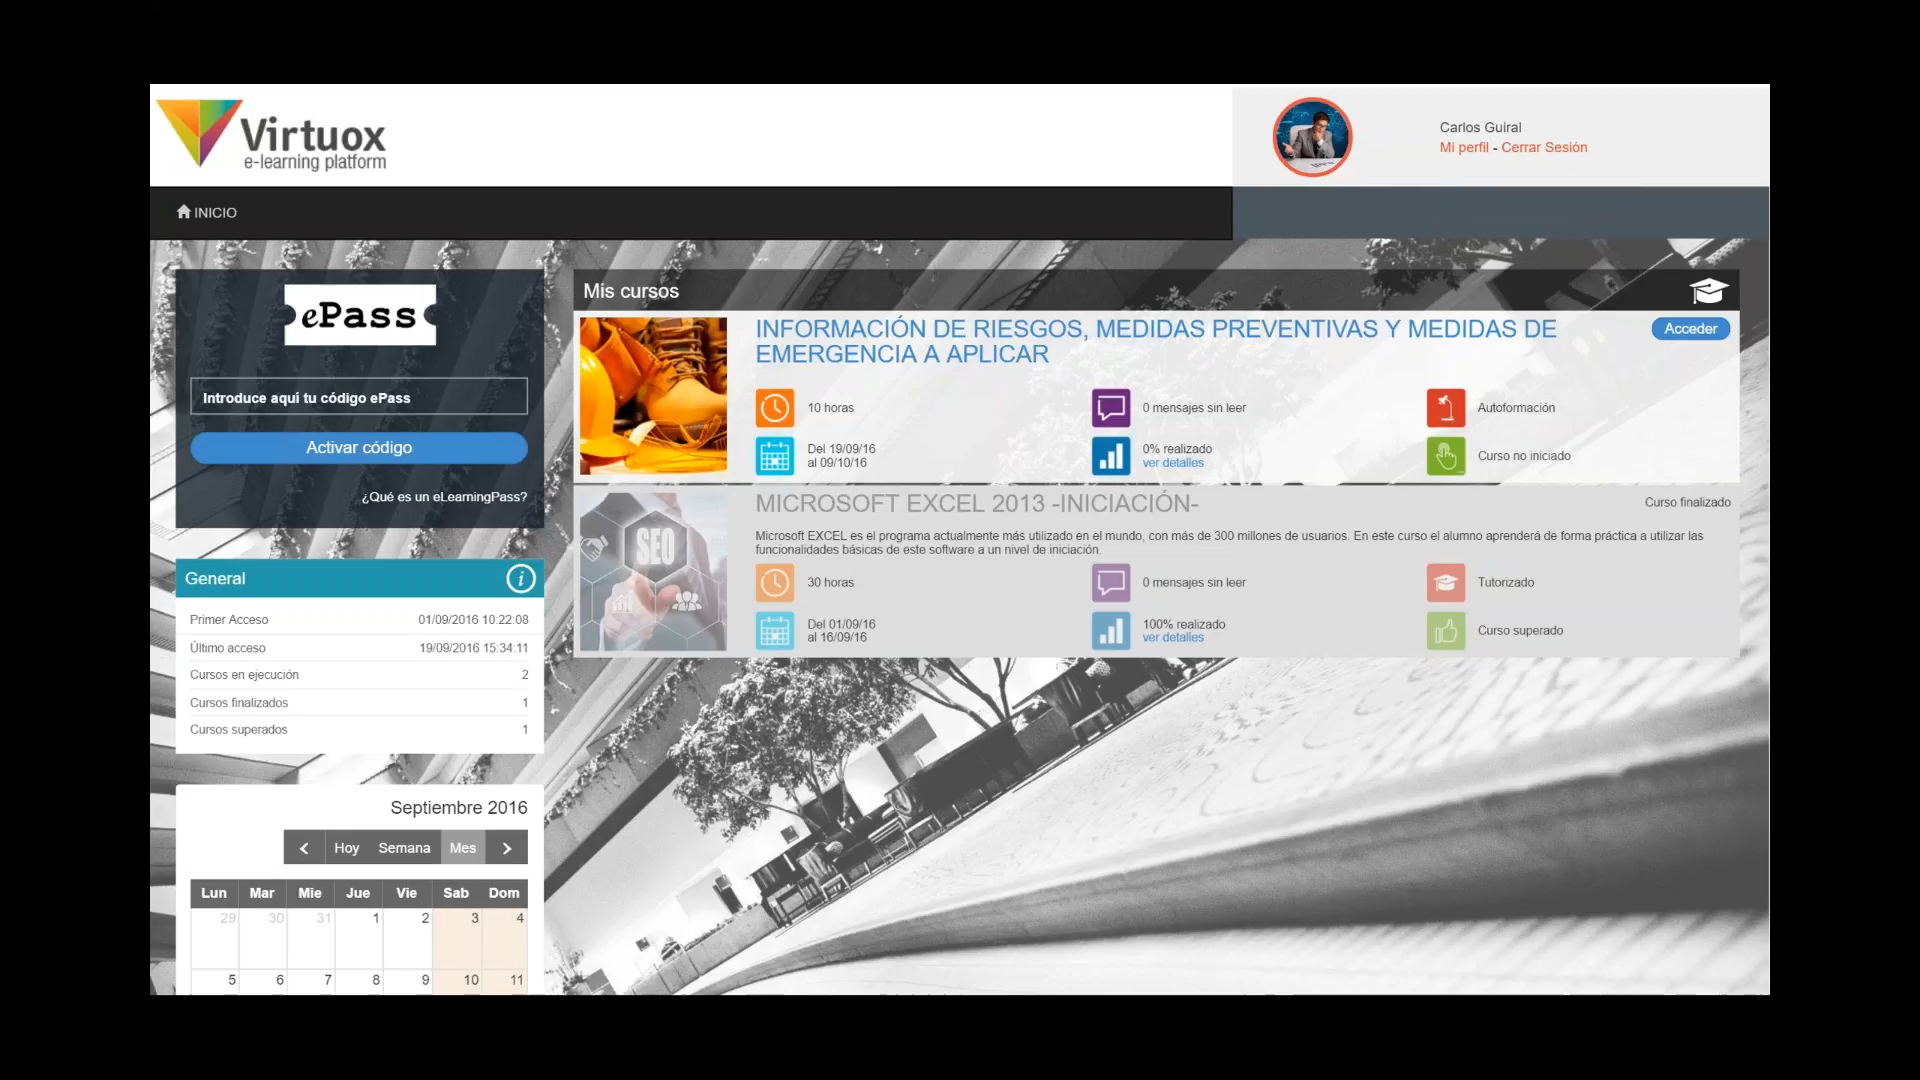 Virtuox
e-learning platform
Carlos Guiral
Mi perfil - Cerrar Sesión
INICIO
ePass
Introduce aquí tu código ePass
Activar código
¿Qué es un eLearningPass?
General
Primer Acceso 01/09/2016 10:22:08
Último acceso 19/09/2016 15:34:11
Cursos en ejecución 2
Cursos finalizados 1
Cursos superados 1
Septiembre 2016
Hoy Semana Mes
Lun Mar Mie Jue Vie Sab Dom
29 30 31 1 2 3 4
5 6 7 8 9 10 11
Mis cursos
INFORMACIÓN DE RIESGOS, MEDIDAS PREVENTIVAS Y MEDIDAS DE
EMERGENCIA A APLICAR
Acceder
10 horas
0 mensajes sin leer
Autoformación
Del 19/09/16
al 09/10/16
0% realizado
ver detalles
Curso no iniciado
SEO
MICROSOFT EXCEL 2013 -INICIACIÓN-
Curso finalizado
Microsoft EXCEL es el programa actualmente más utilizado en el mundo, con más de 300 millones de usuarios. En este curso el alumno aprenderá de forma práctica a utilizar las
funcionalidades básicas de este software a un nivel de iniciación.
30 horas
0 mensajes sin leer
Tutorizado
Del 01/09/16
al 16/09/16
100% realizado
ver detalles
Curso superado